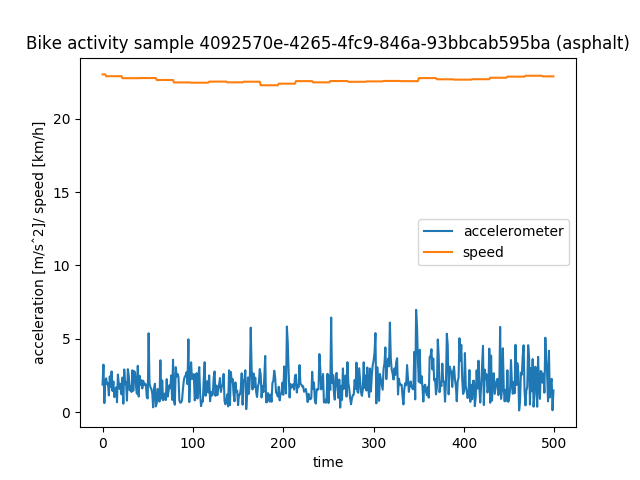 Bike activity sample 4092570e-4265-4fc9-846a-93bbcab595ba (asphalt)
acceleration [m/s^2]/ speed [km/h]
20
15
10
5
0
accelerometer
speed
0
100
200
300
400
500
time